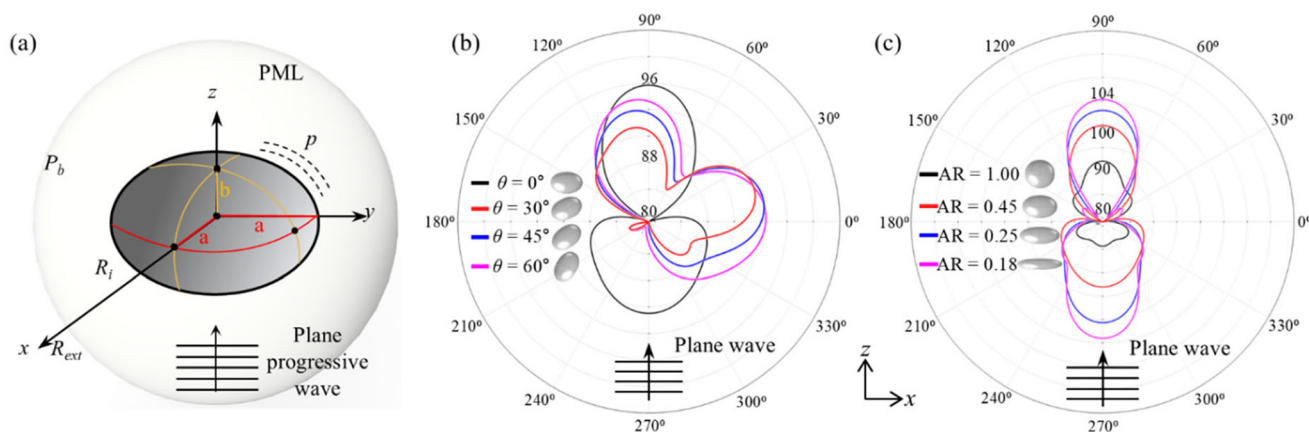 (a)
PML
z
p
P_b
b
y
a
a
R_i
x
R_ext
Plane
progressive
wave
(b)
90°
120°
60°
96
150°
30°
88
θ = 0°
θ = 30°
θ = 45°
θ = 60°
80
180°
0°
210°
330°
Plane wave
240°
300°
270°
z
x
(c)
90°
120°
60°
104
150°
30°
100
90
AR = 1.00
AR = 0.45
AR = 0.25
AR = 0.18
80
180°
0°
210°
330°
Plane wave
240°
300°
270°